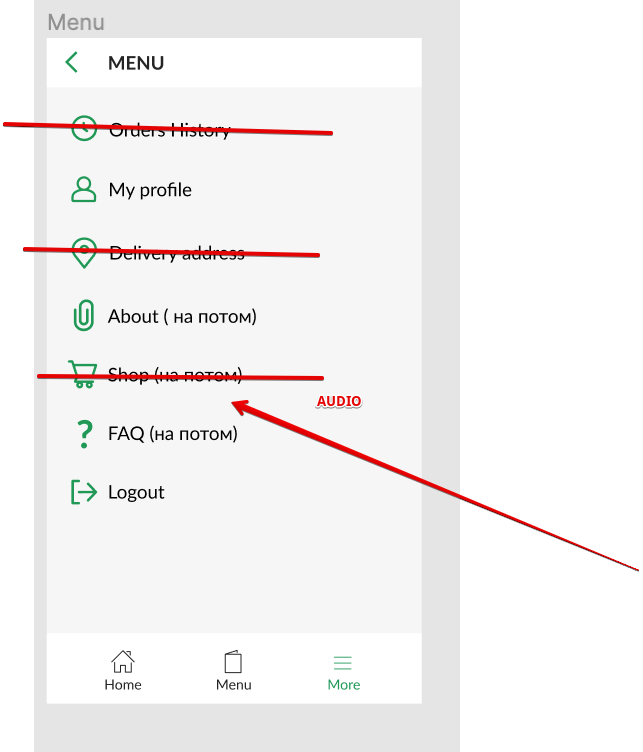 Menu
MENU
Orders History
My profile
Delivery address
About ( на потом)
Shop (на потом)
AUDIO
FAQ (на потом)
Logout
Home
Menu
More